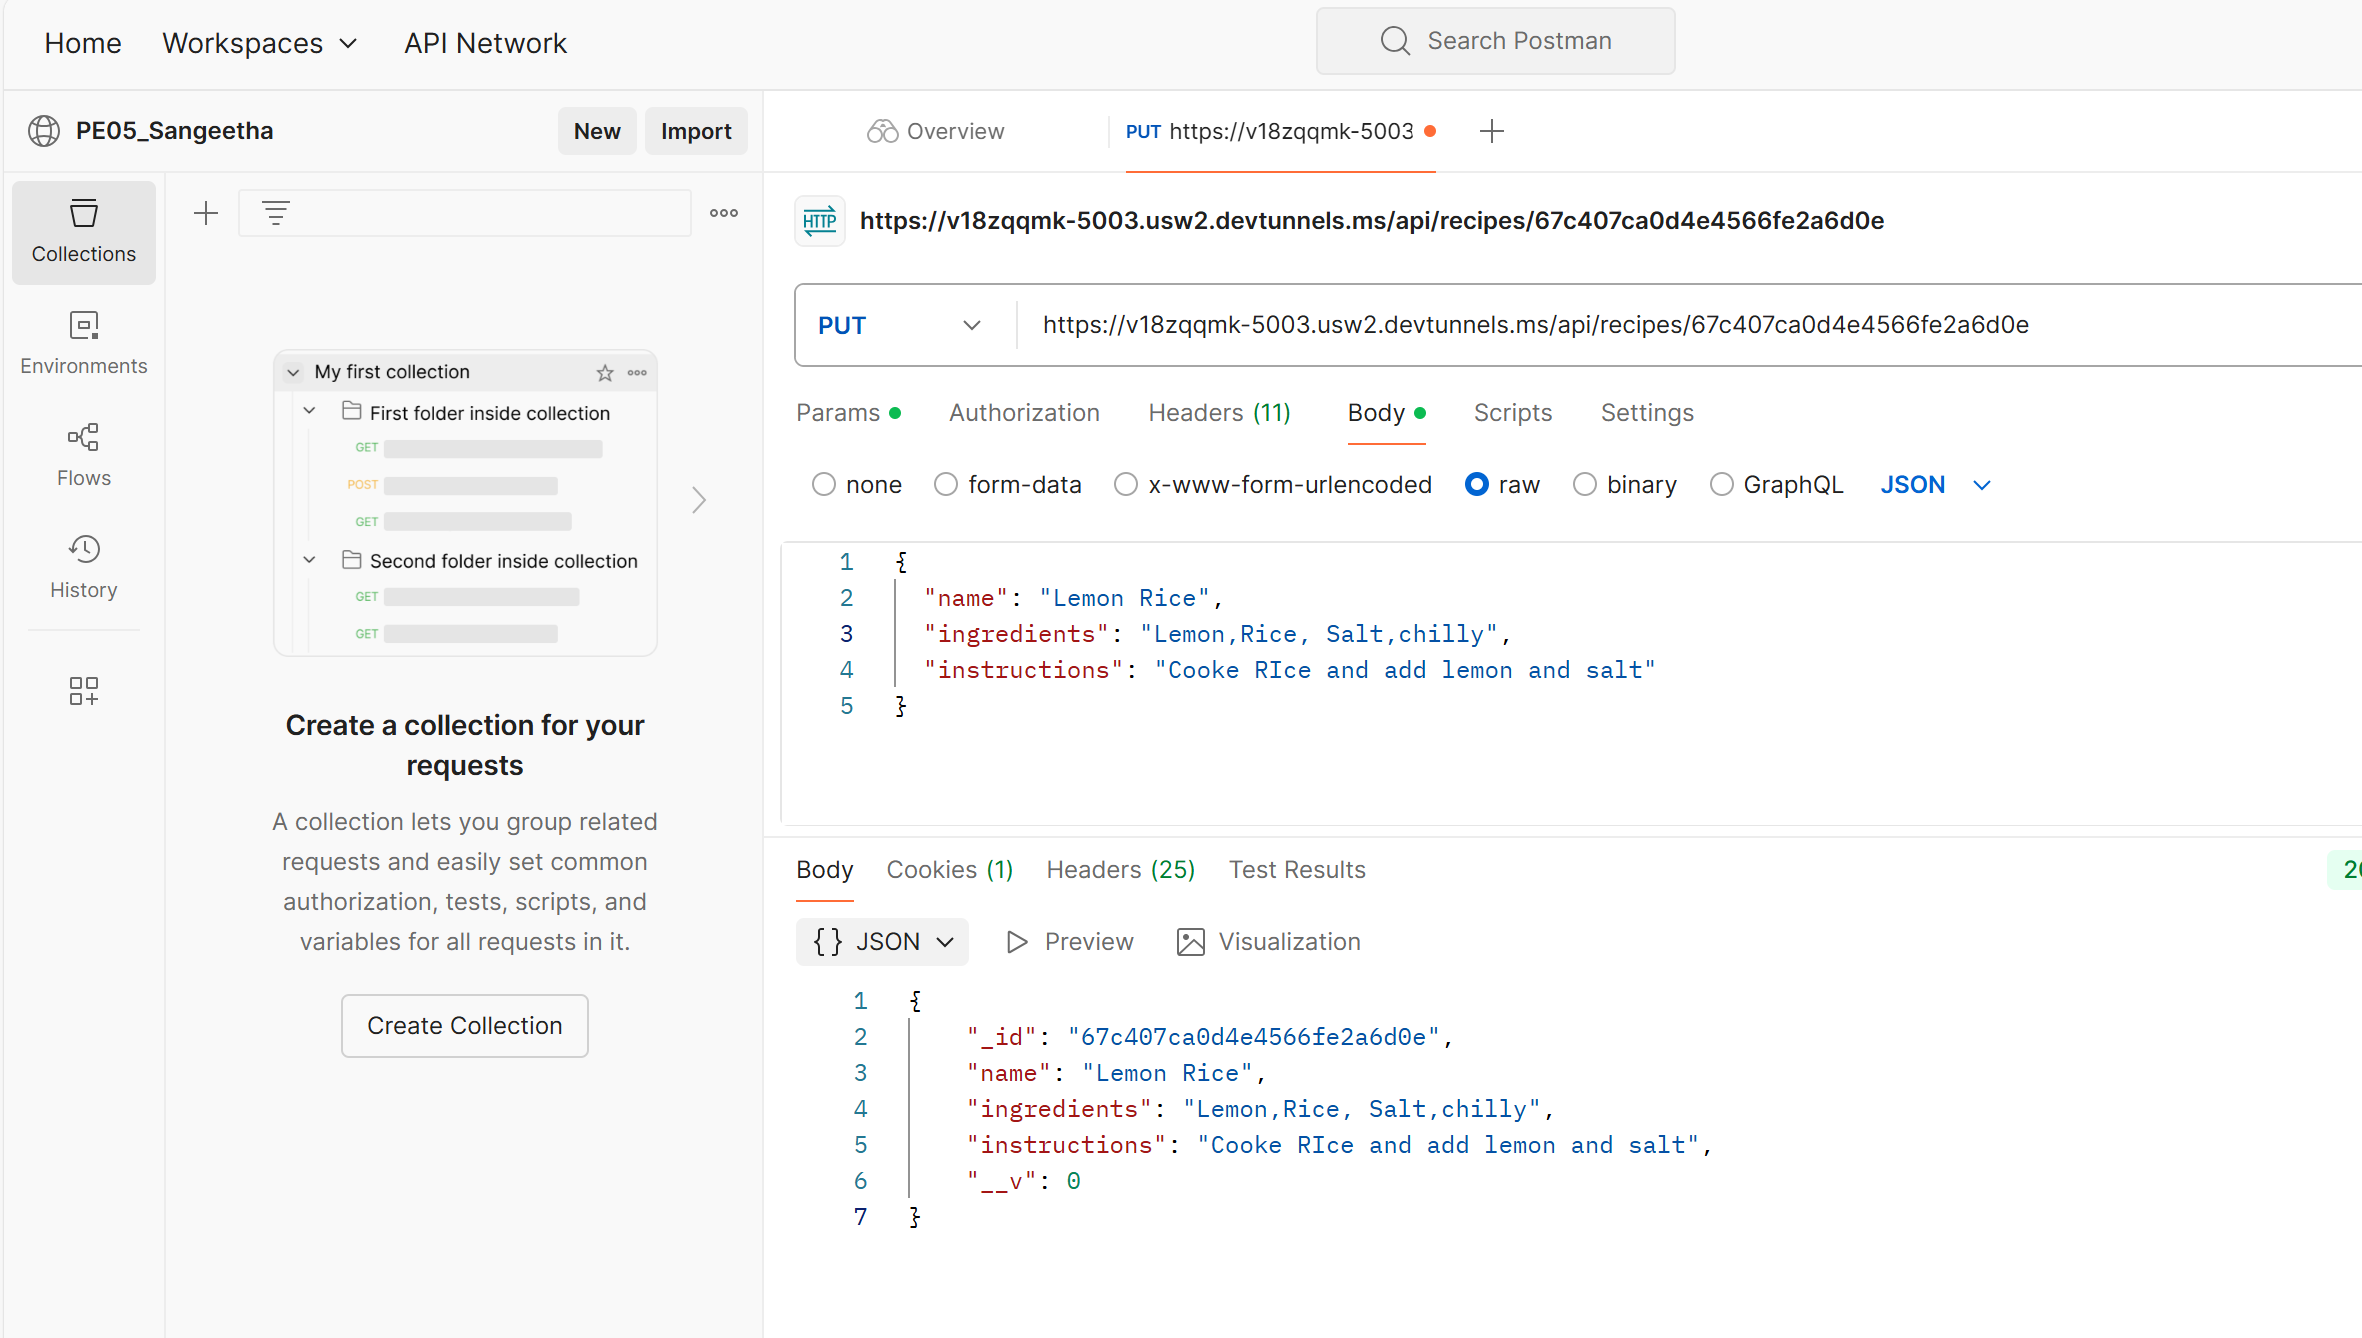 Home Workspaces API Network Search Postman
PE05_Sangeetha New Import
Overview PUT https://v18zqqmk-5003
Collections
Environments
Flows
History
My first collection
First folder inside collection
GET
POST
GET
Second folder inside collection
GET
GET
Create a collection for your
requests
A collection lets you group related
requests and easily set common
authorization, tests, scripts, and
variables for all requests in it.
Create Collection
HTTP https://v18zqqmk-5003.usw2.devtunnels.ms/api/recipes/67c407ca0d4e4566fe2a6d0e
PUT https://v18zqqmk-5003.usw2.devtunnels.ms/api/recipes/67c407ca0d4e4566fe2a6d0e
Params Authorization Headers (11) Body Scripts Settings
none form-data x-www-form-urlencoded raw binary GraphQL JSON
1 {
2 "name": "Lemon Rice",
3 "ingredients": "Lemon,Rice, Salt,chilly",
4 "instructions": "Cooke RIce and add lemon and salt"
5 }
Body Cookies (1) Headers (25) Test Results
{} JSON Preview Visualization
1 {
2 "_id": "67c407ca0d4e4566fe2a6d0e",
3 "name": "Lemon Rice",
4 "ingredients": "Lemon,Rice, Salt,chilly",
5 "instructions": "Cooke RIce and add lemon and salt",
6 "__v": 0
7 }